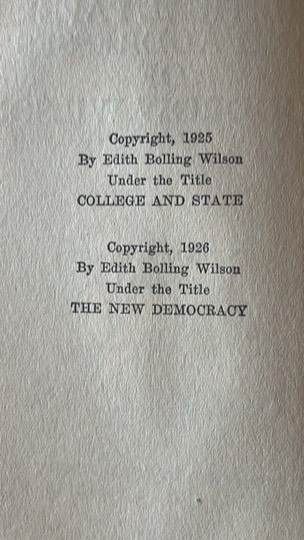 Copyright, 1925
By Edith Bolling Wilson
Under the Title
COLLEGE AND STATE
Copyright, 1926
By Edith Bolling Wilson
Under the Title
THE NEW DEMOCRACY